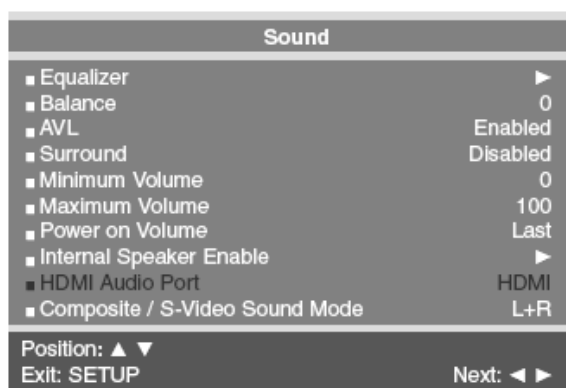 Sound
Equalizer ▶
Balance 0
AVL Enabled
Surround Disabled
Minimum Volume 0
Maximum Volume 100
Power on Volume Last
Internal Speaker Enable ▶
HDMI Audio Port HDMI
Composite / S-Video Sound Mode L+R
Position: ▲ ▼
Exit: SETUP Next: ◀ ▶